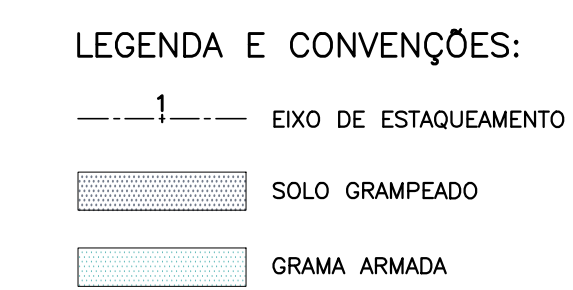 LEGENDA E CONVENÇÕES:
1
EIXO DE ESTAQUEAMENTO
SOLO GRAMPEADO
GRAMA ARMADA